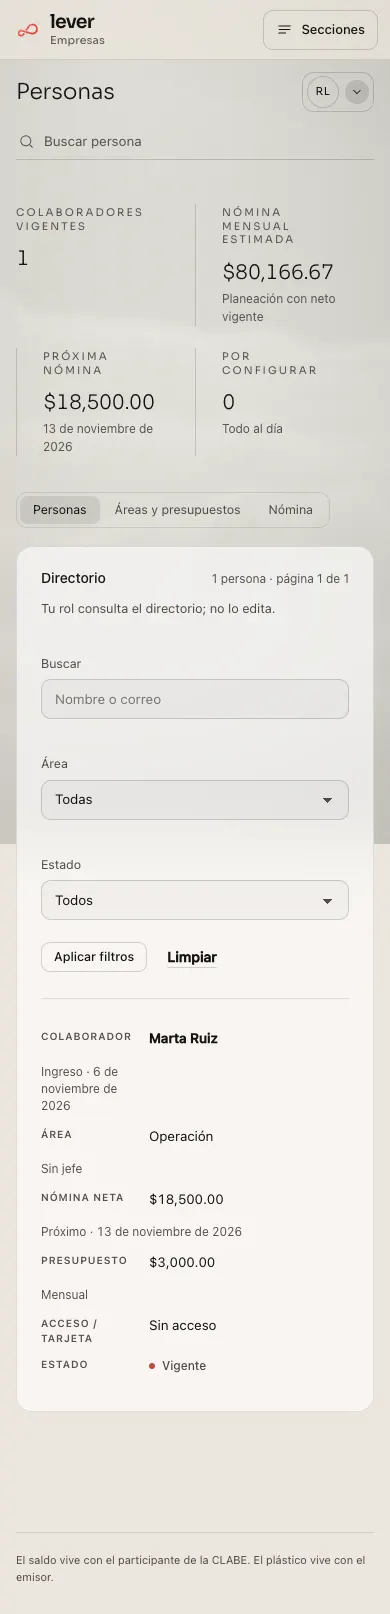 lever
Empresas
Secciones
Personas
RL
Buscar persona
COLABORADORES
VIGENTES
1
NÓMINA
MENSUAL
ESTIMADA
$80,166.67
Planeación con neto
vigente
PRÓXIMA
NÓMINA
$18,500.00
13 de noviembre de
2026
POR
CONFIGURAR
0
Todo al día
Personas
Áreas y presupuestos
Nómina
Directorio
1 persona · página 1 de 1
Tu rol consulta el directorio; no lo edita.
Buscar
Nombre o correo
Área
Todas
Estado
Todos
Aplicar filtros
Limpiar
COLABORADOR
Marta Ruiz
Ingreso · 6 de
noviembre de
2026
ÁREA
Operación
Sin jefe
NÓMINA NETA
$18,500.00
Próximo · 13 de noviembre de 2026
PRESUPUESTO
$3,000.00
Mensual
ACCESO /
TARJETA
Sin acceso
ESTADO
Vigente
El saldo vive con el participante de la CLABE. El plástico vive con el
emisor.